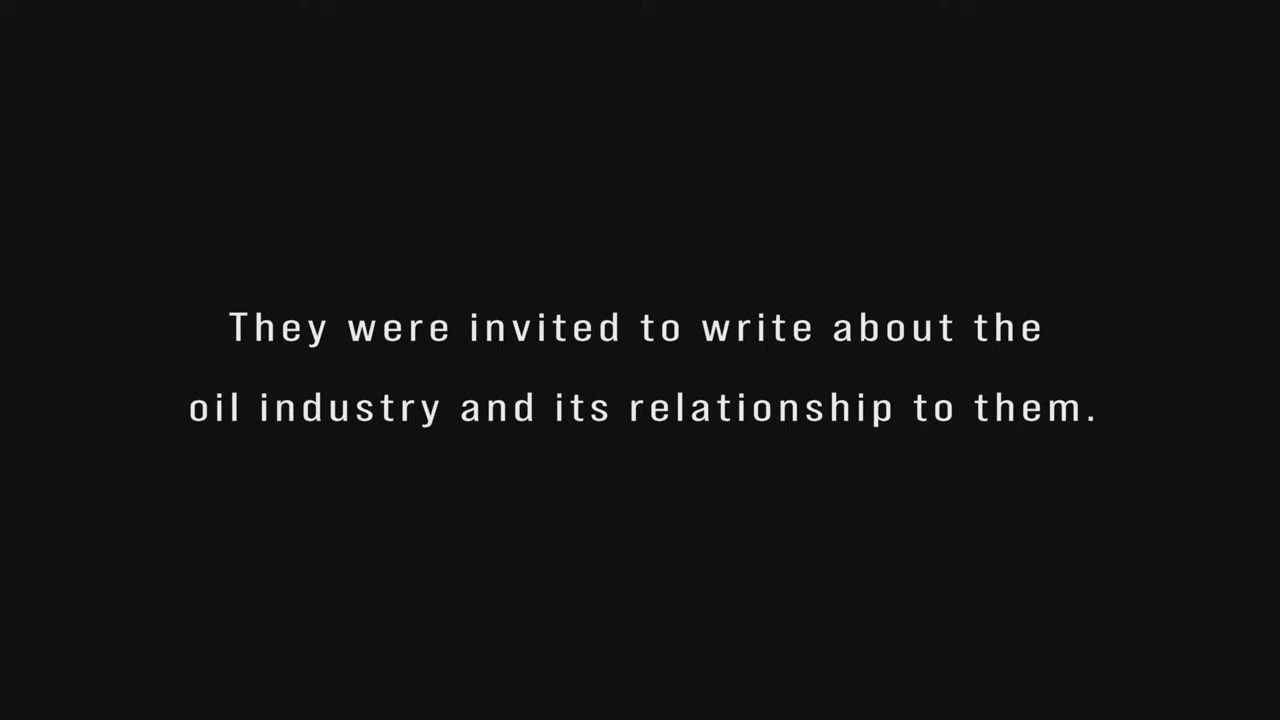 They were invited to write about the
oil industry and its relationship to them.